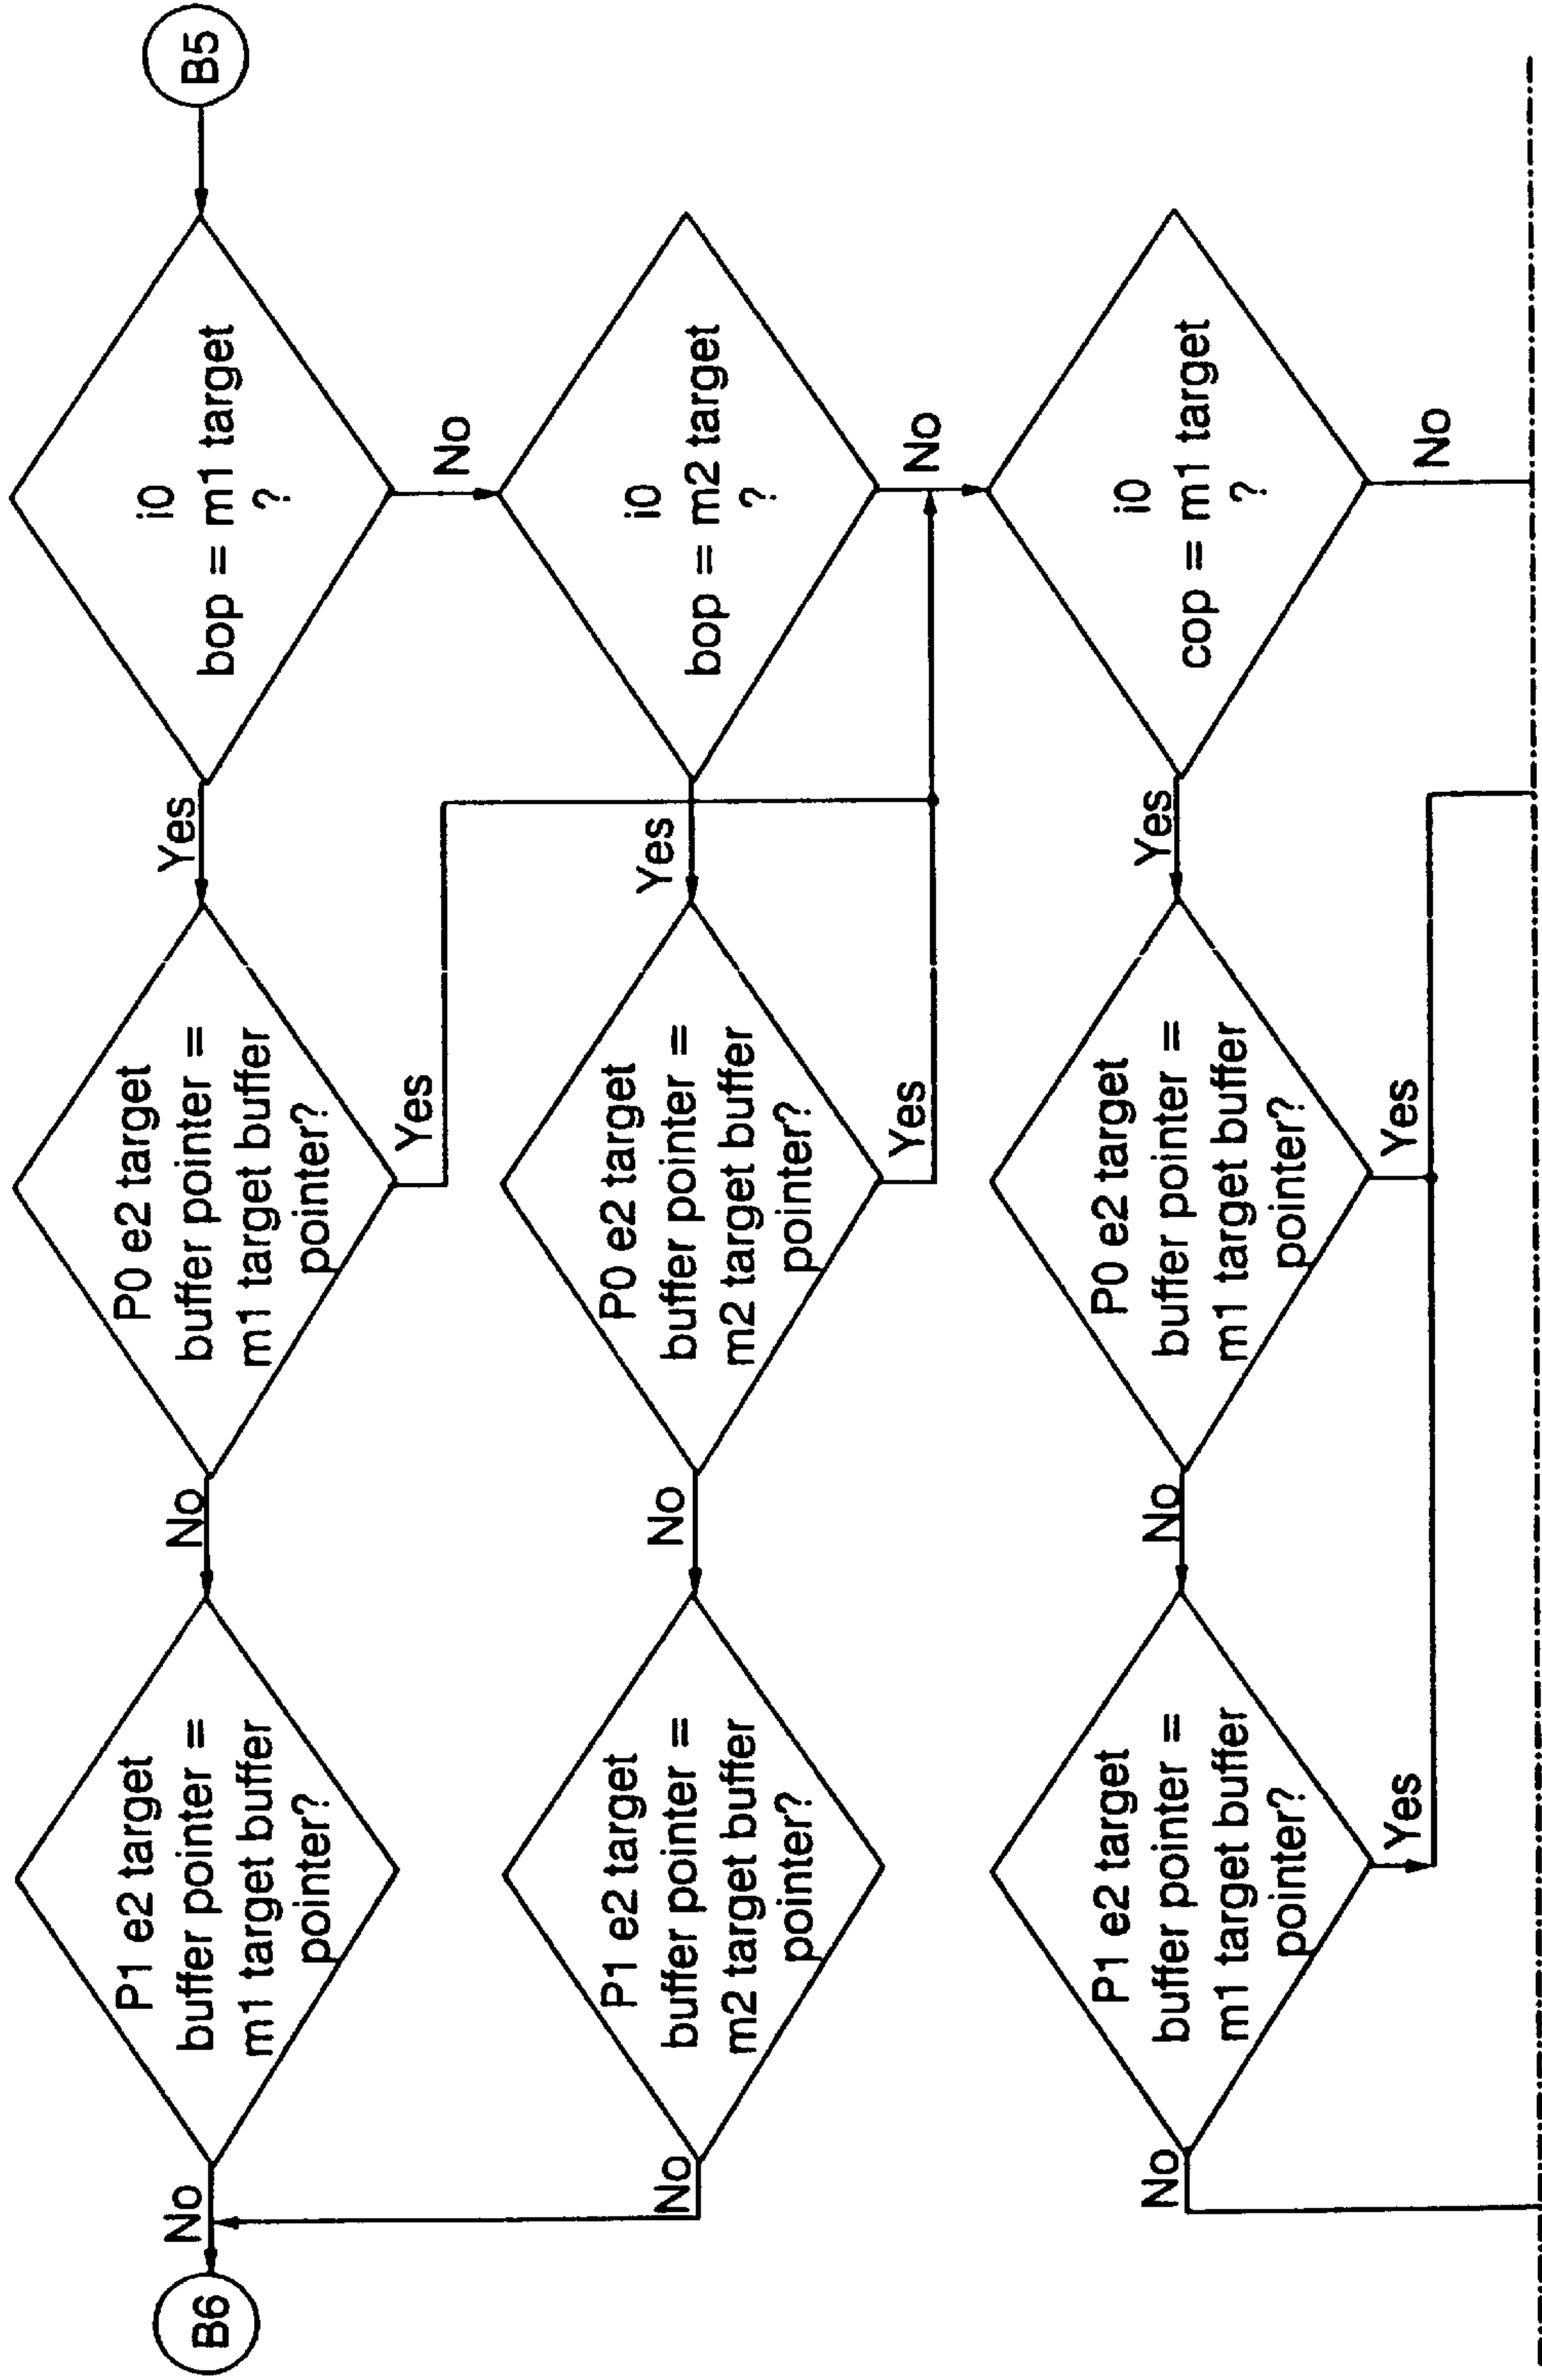 B6
No
P1 e2 target
buffer pointer =
m1 target buffer
pointer?
No
P0 e2 target
buffer pointer =
m1 target buffer
pointer?
Yes
i0
bop = m1 target
?
B5
Yes
No
No
P1 e2 target
buffer pointer =
m2 target buffer
pointer?
No
P0 e2 target
buffer pointer =
m2 target buffer
pointer?
Yes
i0
bop = m2 target
?
Yes
No
No
P1 e2 target
buffer pointer =
m1 target buffer
pointer?
No
P0 e2 target
buffer pointer =
m1 target buffer
pointer?
Yes
i0
cop = m1 target
?
Yes
Yes
No